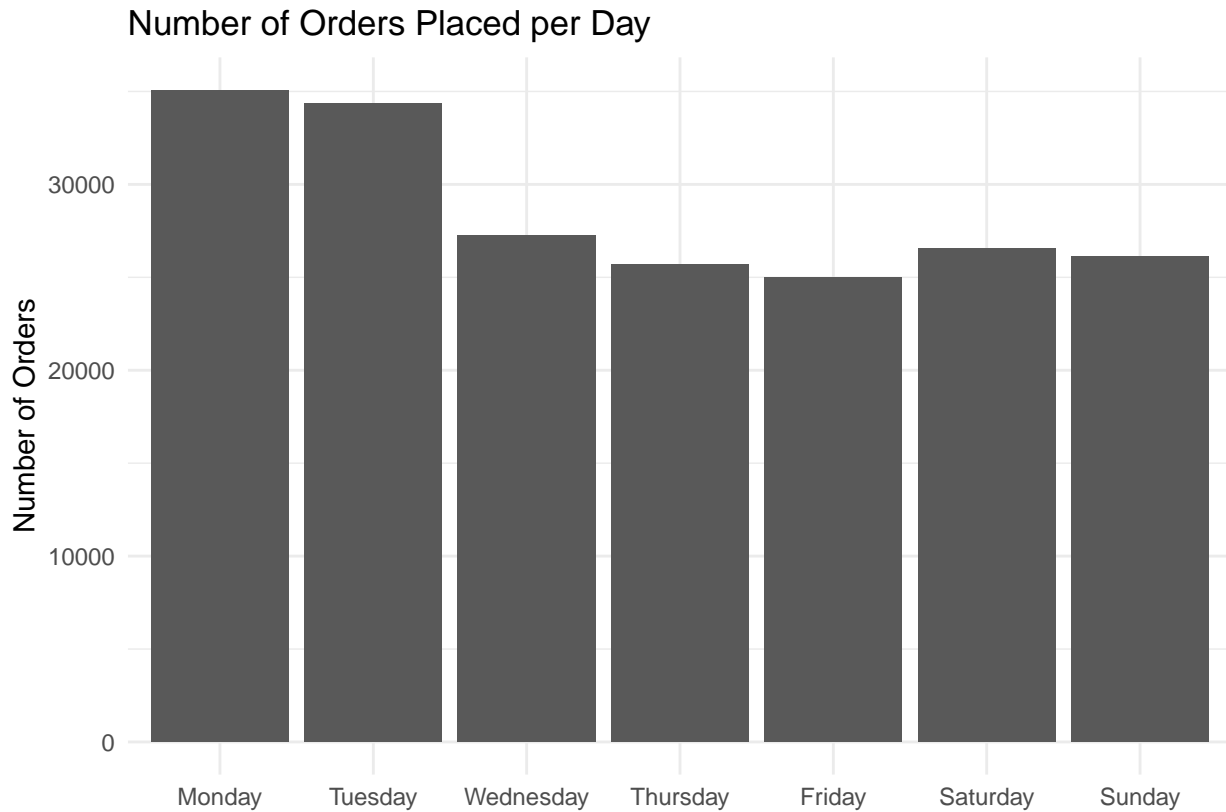 Number of Orders Placed per Day
Number of Orders
30000
20000
10000
0
Monday Tuesday Wednesday Thursday Friday Saturday Sunday